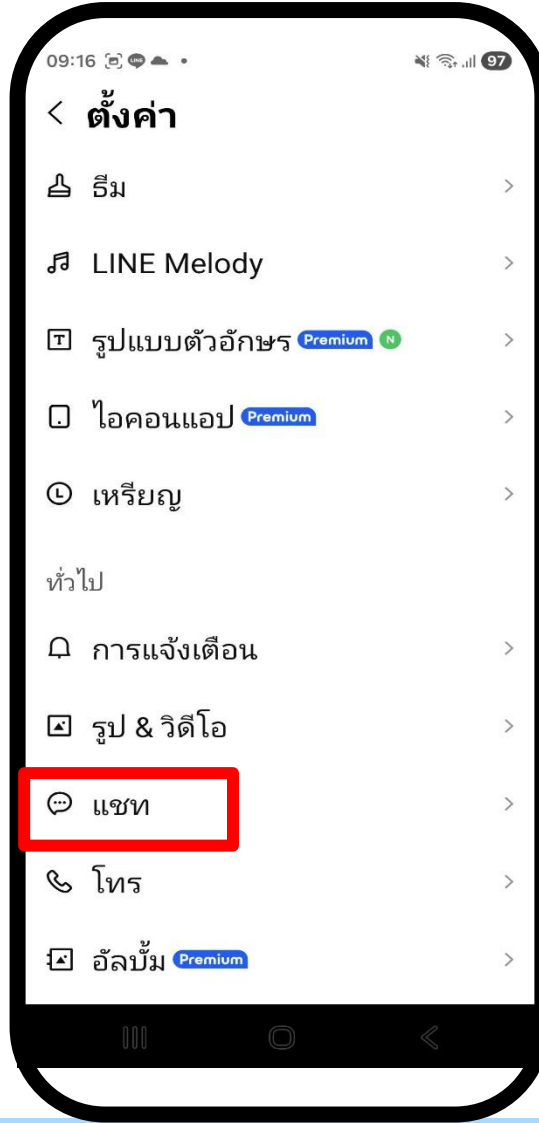 09:16 97
ตั้งค่า
ธีม
LINE Melody
รูปแบบตัวอักษร Premium N
ไอคอนแอป Premium
เหรียญ
ทั่วไป
การแจ้งเตือน
รูป & วิดีโอ
แชท
โทร
อัลบั้ม Premium